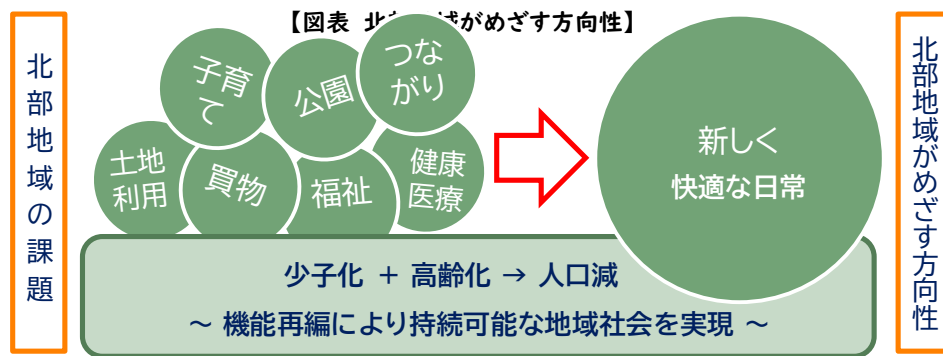 【図表 北部地域がめざす方向性】
北部地域の課題
子育
て
公園
つな
がり
土地
利用
買物
福祉
健康
医療
新しく
快適な日常
北部地域がめざす方向性
少子化 + 高齢化 → 人口減
~ 機能再編により持続可能な地域社会を実現 ~